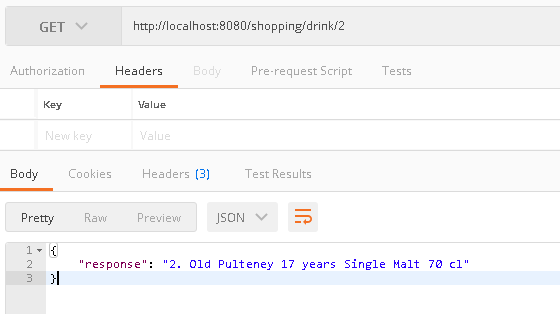 GET http://localhost:8080/shopping/drink/2
Authorization Headers Body Pre-request Script Tests
Key Value
New key Value
Body Cookies Headers (3) Test Results
Pretty Raw Preview JSON
1 {
2 "response": "2. Old Pulteney 17 years Single Malt 70 cl"
3 }